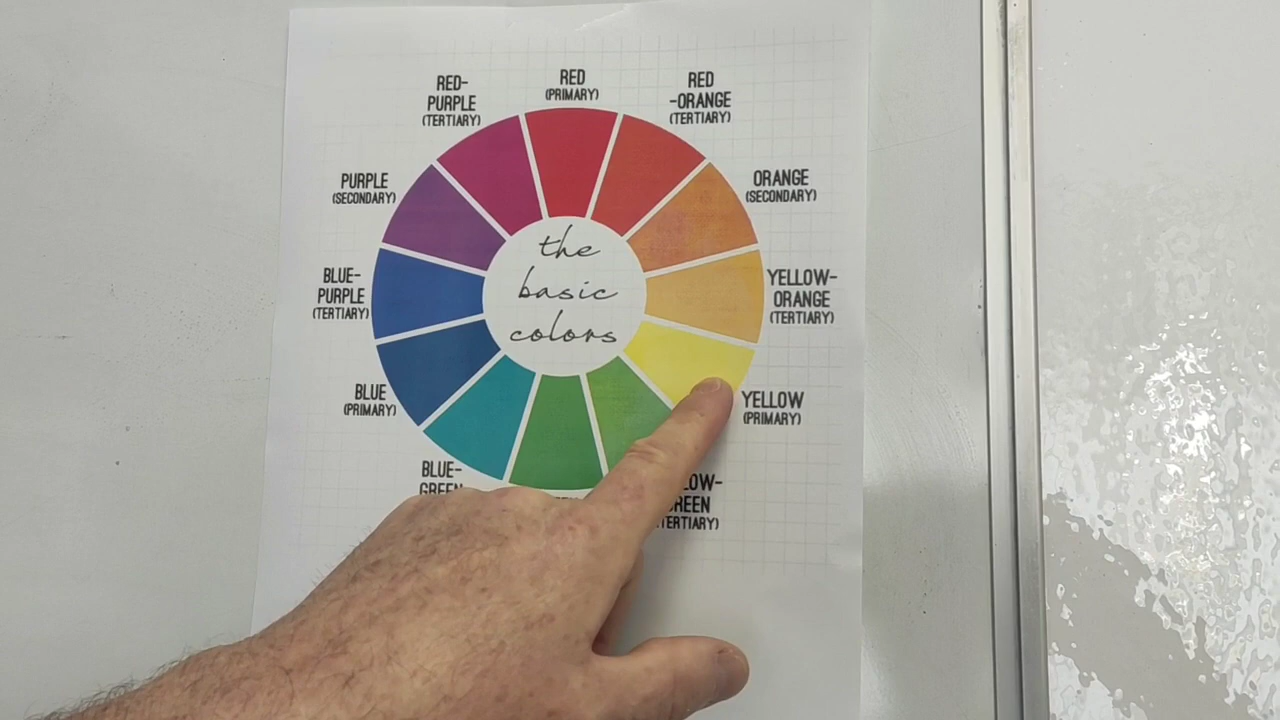 RED
(PRIMARY)
RED
-ORANGE
(TERTIARY)
ORANGE
(SECONDARY)
YELLOW-
ORANGE
(TERTIARY)
YELLOW
(PRIMARY)
(TERTIARY)
BLUE-
GREEN
BLUE
(PRIMARY)
BLUE-
PURPLE
(TERTIARY)
PURPLE
(SECONDARY)
RED-
PURPLE
(TERTIARY)
the
basic
colors